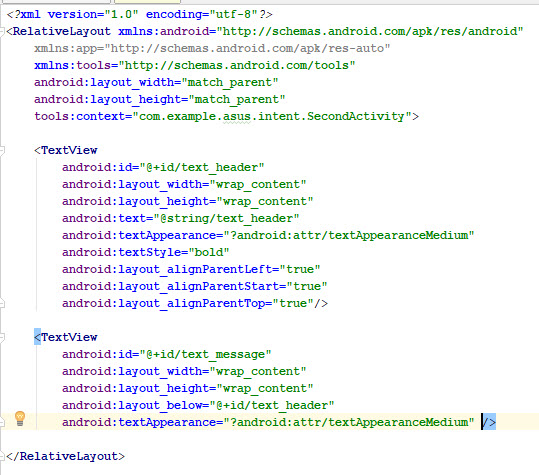 <?xml version="1.0" encoding="utf-8"?>
<RelativeLayout xmlns:android="http://schemas.android.com/apk/res/android"
    xmlns:app="http://schemas.android.com/apk/res-auto"
    xmlns:tools="http://schemas.android.com/tools"
    android:layout_width="match_parent"
    android:layout_height="match_parent"
    tools:context="com.example.asus.intent.SecondActivity">

    <TextView
        android:id="@+id/text_header"
        android:layout_width="wrap_content"
        android:layout_height="wrap_content"
        android:text="@string/text_header"
        android:textAppearance="?android:attr/textAppearanceMedium"
        android:textStyle="bold"
        android:layout_alignParentLeft="true"
        android:layout_alignParentStart="true"
        android:layout_alignParentTop="true"/>

    <TextView
        android:id="@+id/text_message"
        android:layout_width="wrap_content"
        android:layout_height="wrap_content"
        android:layout_below="@+id/text_header"
        android:textAppearance="?android:attr/textAppearanceMedium" />

</RelativeLayout>